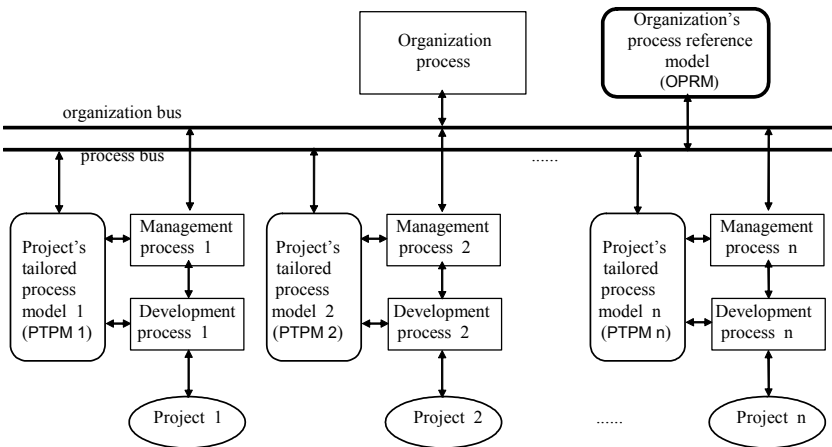 Organization
process
Organization's
process reference
model
(OPRM)
organization bus
process bus
......
Project's
tailored
process
model 1
(PTPM 1)
Management
process 1
Development
process 1
Project 1
Project's
tailored
process
model 2
(PTPM 2)
Management
process 2
Development
process 2
Project 2
......
Project's
tailored
process
model n
(PTPM n)
Management
process n
Development
process n
Project n